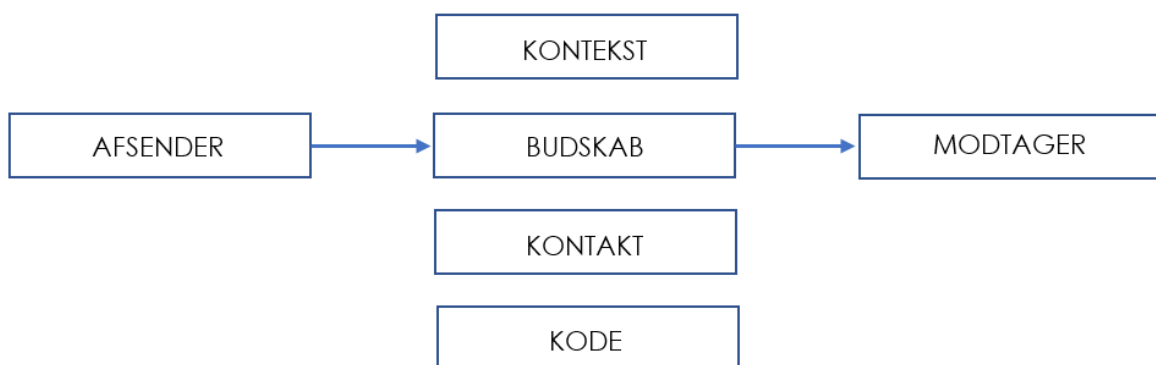 KONTEKST
AFSENDER
BUDSKAB
MODTAGER
KONTAKT
KODE